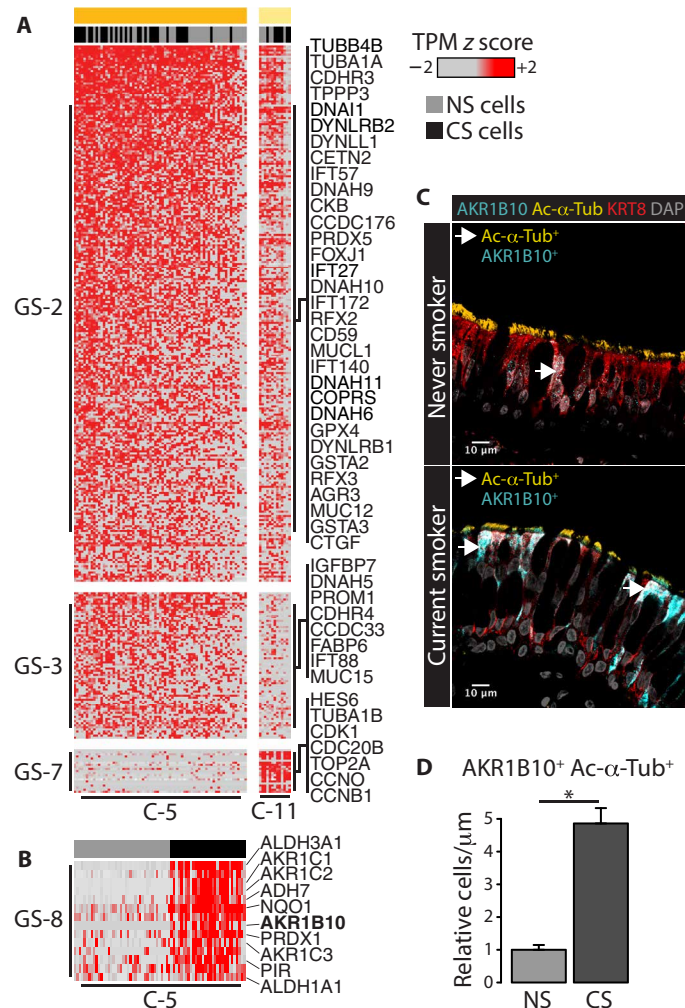 A
TPM z score
−2
+2
NS cells
CS cells
TUBB4B
TUBA1A
CDHR3
TPPP3
DNAI1
DYNLRB2
DYNLL1
CETN2
IFT57
DNAH9
CKB
CCDC176
PRDX5
FOXJ1
IFT27
DNAH10
IFT172
RFX2
CD59
MUCL1
IFT140
DNAH11
COPRS
DNAH6
GPX4
DYNLRB1
GSTA2
RFX3
AGR3
MUC12
GSTA3
CTGF
IGFBP7
DNAH5
PROM1
CDHR4
CCDC33
FABP6
IFT88
MUC15
HES6
TUBA1B
CDK1
CDC20B
TOP2A
CCNO
CCNB1
GS-2
GS-3
GS-7
C-5
C-11
B
GS-8
ALDH3A1
AKR1C1
AKR1C2
ADH7
NQO1
AKR1B10
PRDX1
AKR1C3
PIR
ALDH1A1
C-5
C
AKR1B10 Ac-α-Tub KRT8 DAP
Never smoker
Ac-α-Tub⁺
AKR1B10⁺
10 µm
Current smoker
Ac-α-Tub⁺
AKR1B10⁺
10 µm
D
AKR1B10⁺ Ac-α-Tub⁺
*
Relative cells/µm
5
4
3
2
1
0
NS
CS